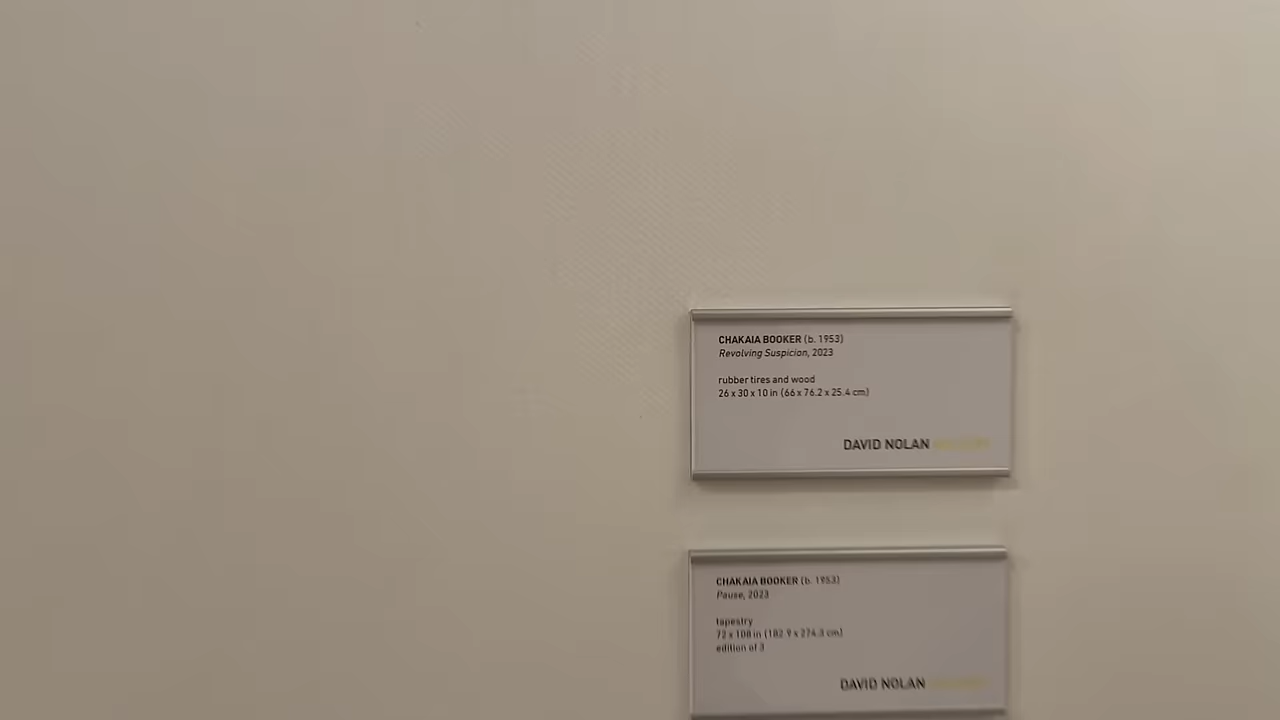 CHAKAIA BOOKER (b. 1953)
Revolving Suspicion, 2023
rubber tires and wood
26 x 30 x 10 in (66 x 76.2 x 25.4 cm)
DAVID NOLAN
CHAKAIA BOOKER (b. 1953)
Pause, 2023
tapestry
72 x 108 in (182.9 x 274.3 cm)
edition of 3
DAVID NOLAN